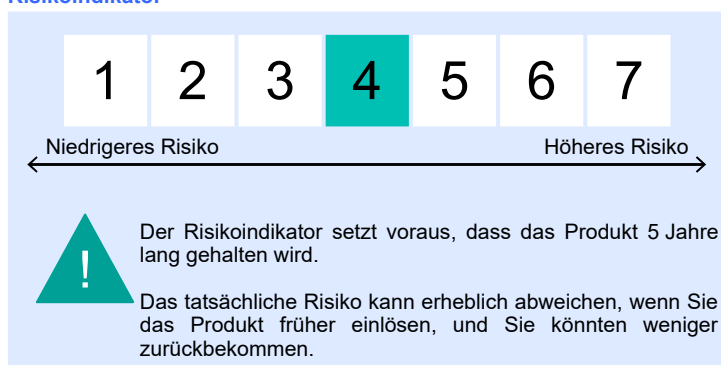 Risikoindikator
1 2 3 4 5 6 7
Niedrigeres Risiko Höheres Risiko
!
Der Risikoindikator setzt voraus, dass das Produkt 5 Jahre
lang gehalten wird.
Das tatsächliche Risiko kann erheblich abweichen, wenn Sie
das Produkt früher einlösen, und Sie könnten weniger
zurückbekommen.